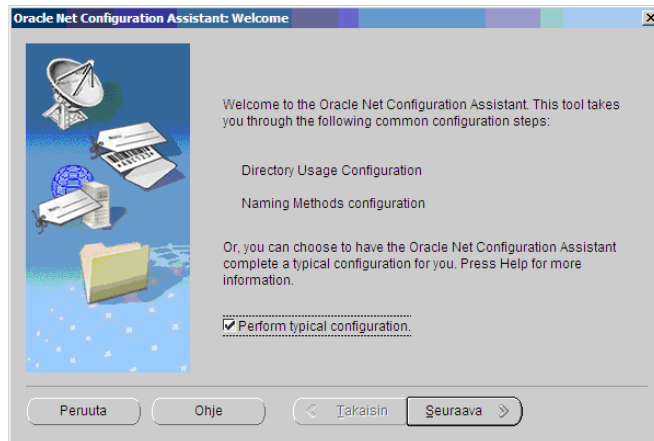 Oracle Net Configuration Assistant: Welcome
Welcome to the Oracle Net Configuration Assistant. This tool takes
you through the following common configuration steps:
Directory Usage Configuration
Naming Methods configuration
Or, you can choose to have the Oracle Net Configuration Assistant
complete a typical configuration for you. Press Help for more
information.
Perform typical configuration.
Peruuta
Ohje
Takaisin
Seuraava